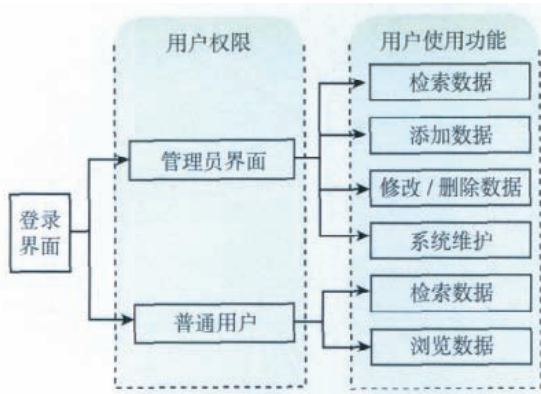 用户权限
用户使用功能
检索数据
添加数据
管理员界面
修改 / 删除数据
登录
界面
系统维护
检索数据
普通用户
浏览数据